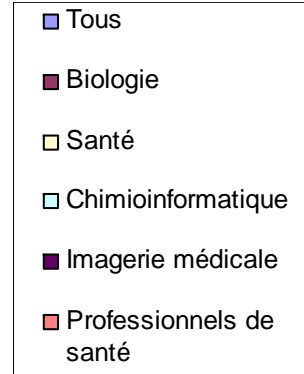 Tous
Biologie
Santé
Chimioinformatique
Imagerie médicale
Professionnels de
santé